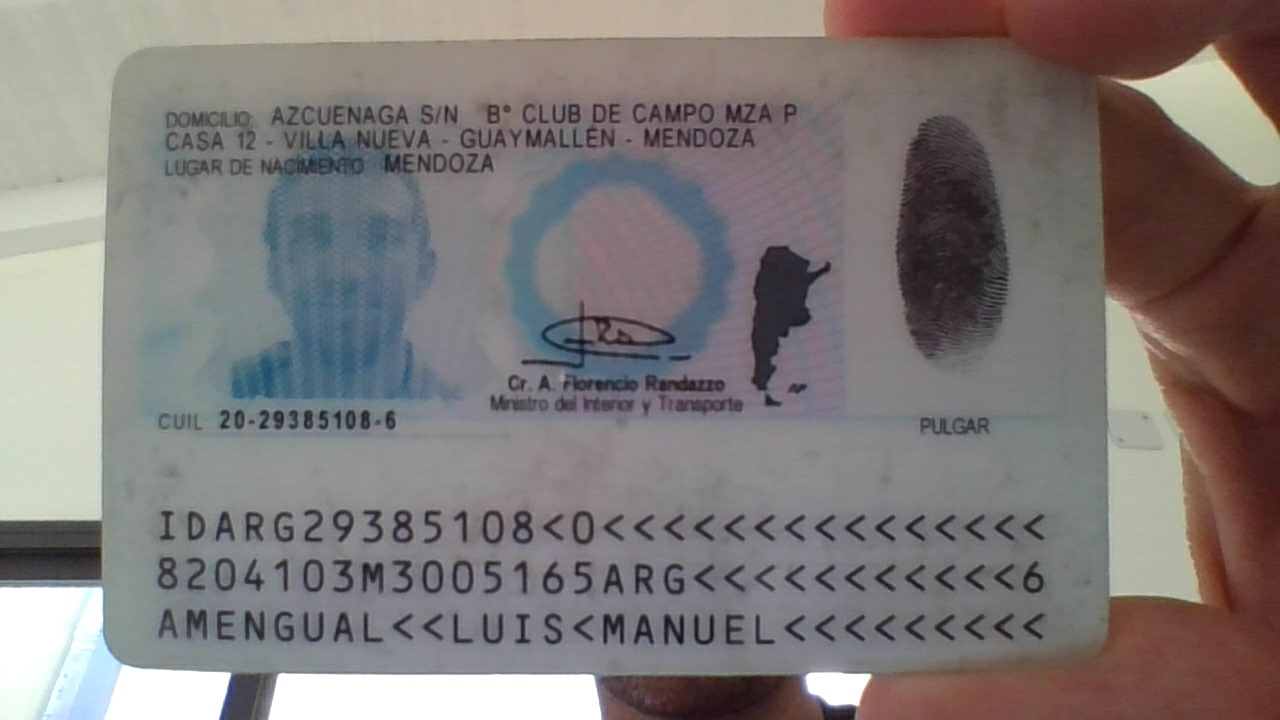 DOMICILIO AZCUENAGA S/N B° CLUB DE CAMPO MZA P
CASA 12 - VILLA NUEVA - GUAYMALLÉN - MENDOZA
LUGAR DE NACIMIENTO MENDOZA
Cr. A. Florencio Randazzo
Ministro del Interior y Transporte
CUIL 20-29385108-6
PULGAR
IDARG29385108<0<<<<<<<<<<<<<<<
8204103M3005165ARG<<<<<<<<<<<6
AMENGUAL<<LUIS<MANUEL<<<<<<<<<